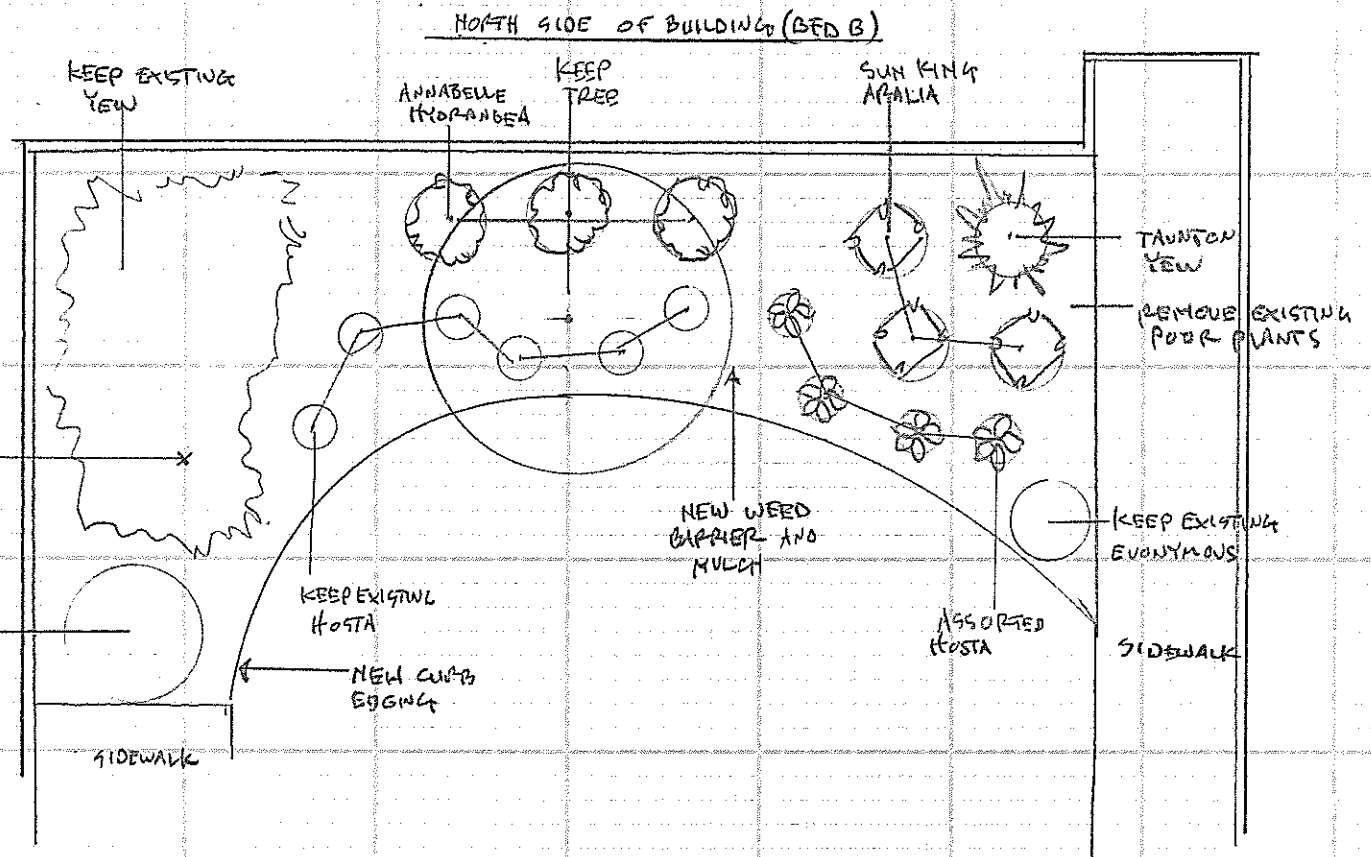 NORTH SIDE OF BUILDING (BED B)
KEEP EXISTING
YEW
ANNABELLE
HYDRANGEA
KEEP
TREE
SUN KING
ARALIA
TAUNTON
YEW
REMOVE EXISTING
POOR PLANTS
NEW WEED
BARRIER AND
MULCH
KEEP EXISTING
EVONYMOUS
KEEP EXISTING
HOSTA
ASSORTED
HOSTA
SIDEWALK
NEW CURB
EDGING
SIDEWALK